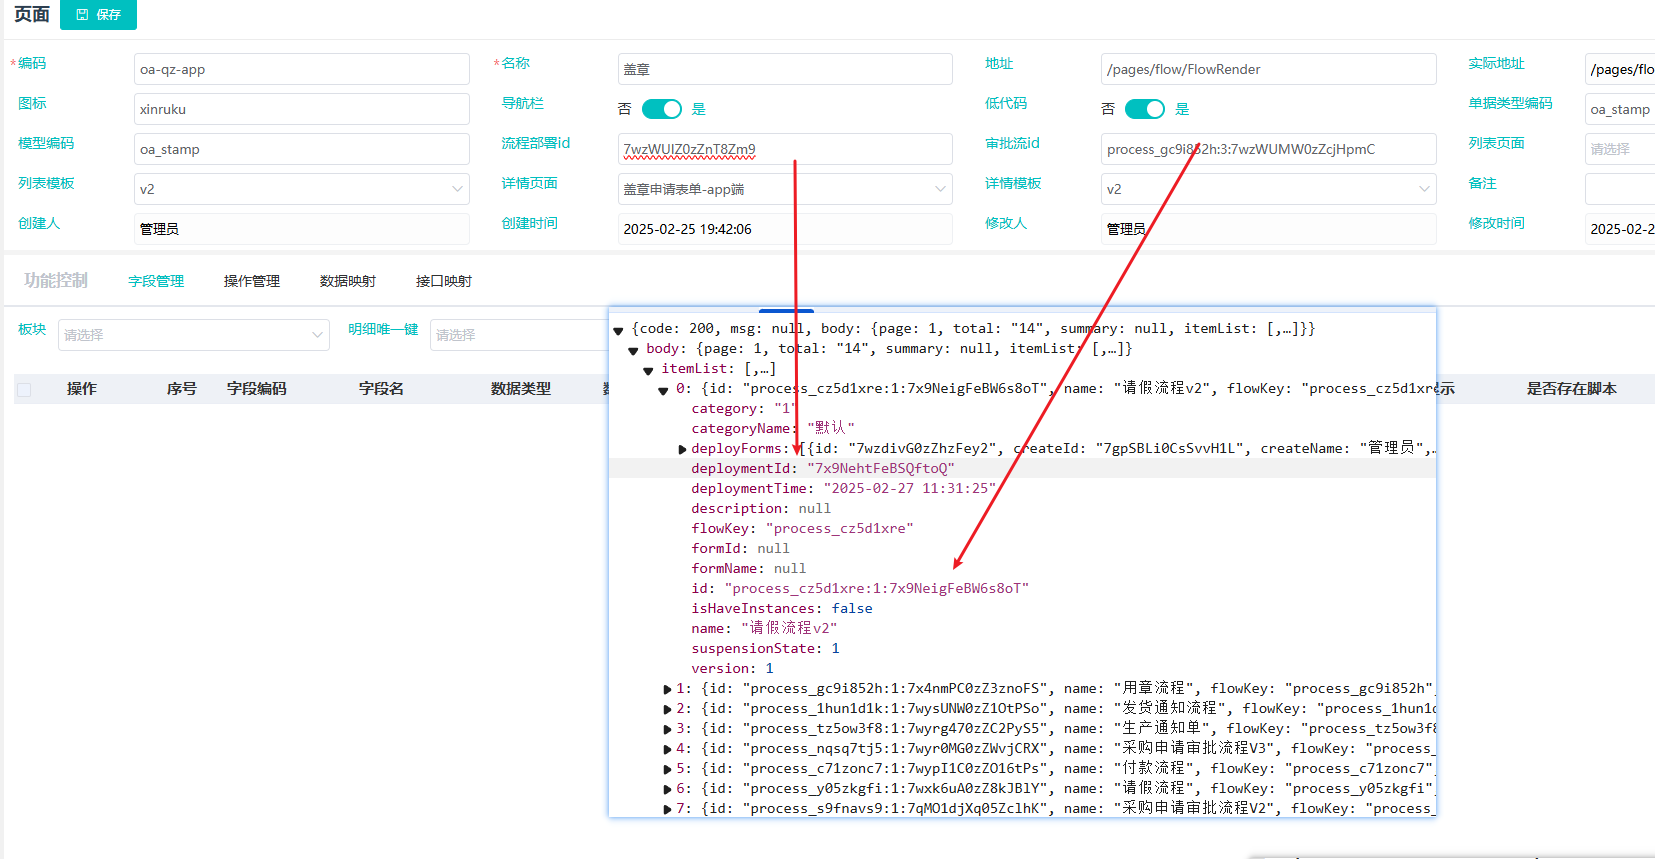 页面 保存
*编码 oa-qz-app *名称 盖章 地址 /pages/flow/FlowRender 实际地址 /pages/flo
图标 xinruku 导航栏 否 是 低代码 否 是 单据类型编码 oa_stamp
模型编码 oa_stamp 流程部署id 7wzWUIZ0zZnT8Zm9 审批流id process_gc9i852h:3:7wzWUMW0zZcjHpmC 列表页面 请选择
列表模板 v2 详情页面 盖章申请表单-app端 详情模板 v2 备注
创建人 管理员 创建时间 2025-02-25 19:42:06 修改人 管理员 修改时间 2025-02-2
功能控制 字段管理 操作管理 数据映射 接口映射
板块 请选择 明细唯一键 请选择
操作 序号 字段编码 字段名 数据类型 示 是否存在脚本
{code: 200, msg: null, body: {page: 1, total: "14", summary: null, itemList: [,…]}}
body: {page: 1, total: "14", summary: null, itemList: [,…]}
itemList: [,…]
0: {id: "process_cz5d1xre:1:7x9NeigFeBW6s8oT", name: "请假流程v2", flowKey: "process_cz5d1xre
category: "1"
categoryName: "默认"
deployForms: [{id: "7wzdivG0zZhzFey2", createId: "7gpSBLi0CsSvvH1L", createName: "管理员",…
deploymentId: "7x9NehtFeBSQftoQ"
deploymentTime: "2025-02-27 11:31:25"
description: null
flowKey: "process_cz5d1xre"
formId: null
formName: null
id: "process_cz5d1xre:1:7x9NeigFeBW6s8oT"
isHaveInstances: false
name: "请假流程v2"
suspensionState: 1
version: 1
1: {id: "process_gc9i852h:1:7x4nmPC0zZ3znoFS", name: "用章流程", flowKey: "process_gc9i852h",
2: {id: "process_1hun1d1k:1:7wysUNW0zZ1OtPSo", name: "发货通知流程", flowKey: "process_1hun1d
3: {id: "process_tz5ow3f8:1:7wyrg470zZC2PyS5", name: "生产通知单", flowKey: "process_tz5ow3f8
4: {id: "process_nqsq7tj5:1:7wyr0MG0zZWvjCRX", name: "采购申请审批流程V3", flowKey: "process_
5: {id: "process_c71zonc7:1:7wypI1C0zZO16tPs", name: "付款流程", flowKey: "process_c71zonc7",
6: {id: "process_y05zkgfi:1:7wxk6uA0zZ8kJBlY", name: "请假流程", flowKey: "process_y05zkgfi",
7: {id: "process_s9fnavs9:1:7qMO1djXq05ZclhK", name: "采购申请审批流程V2", flowKey: "process_